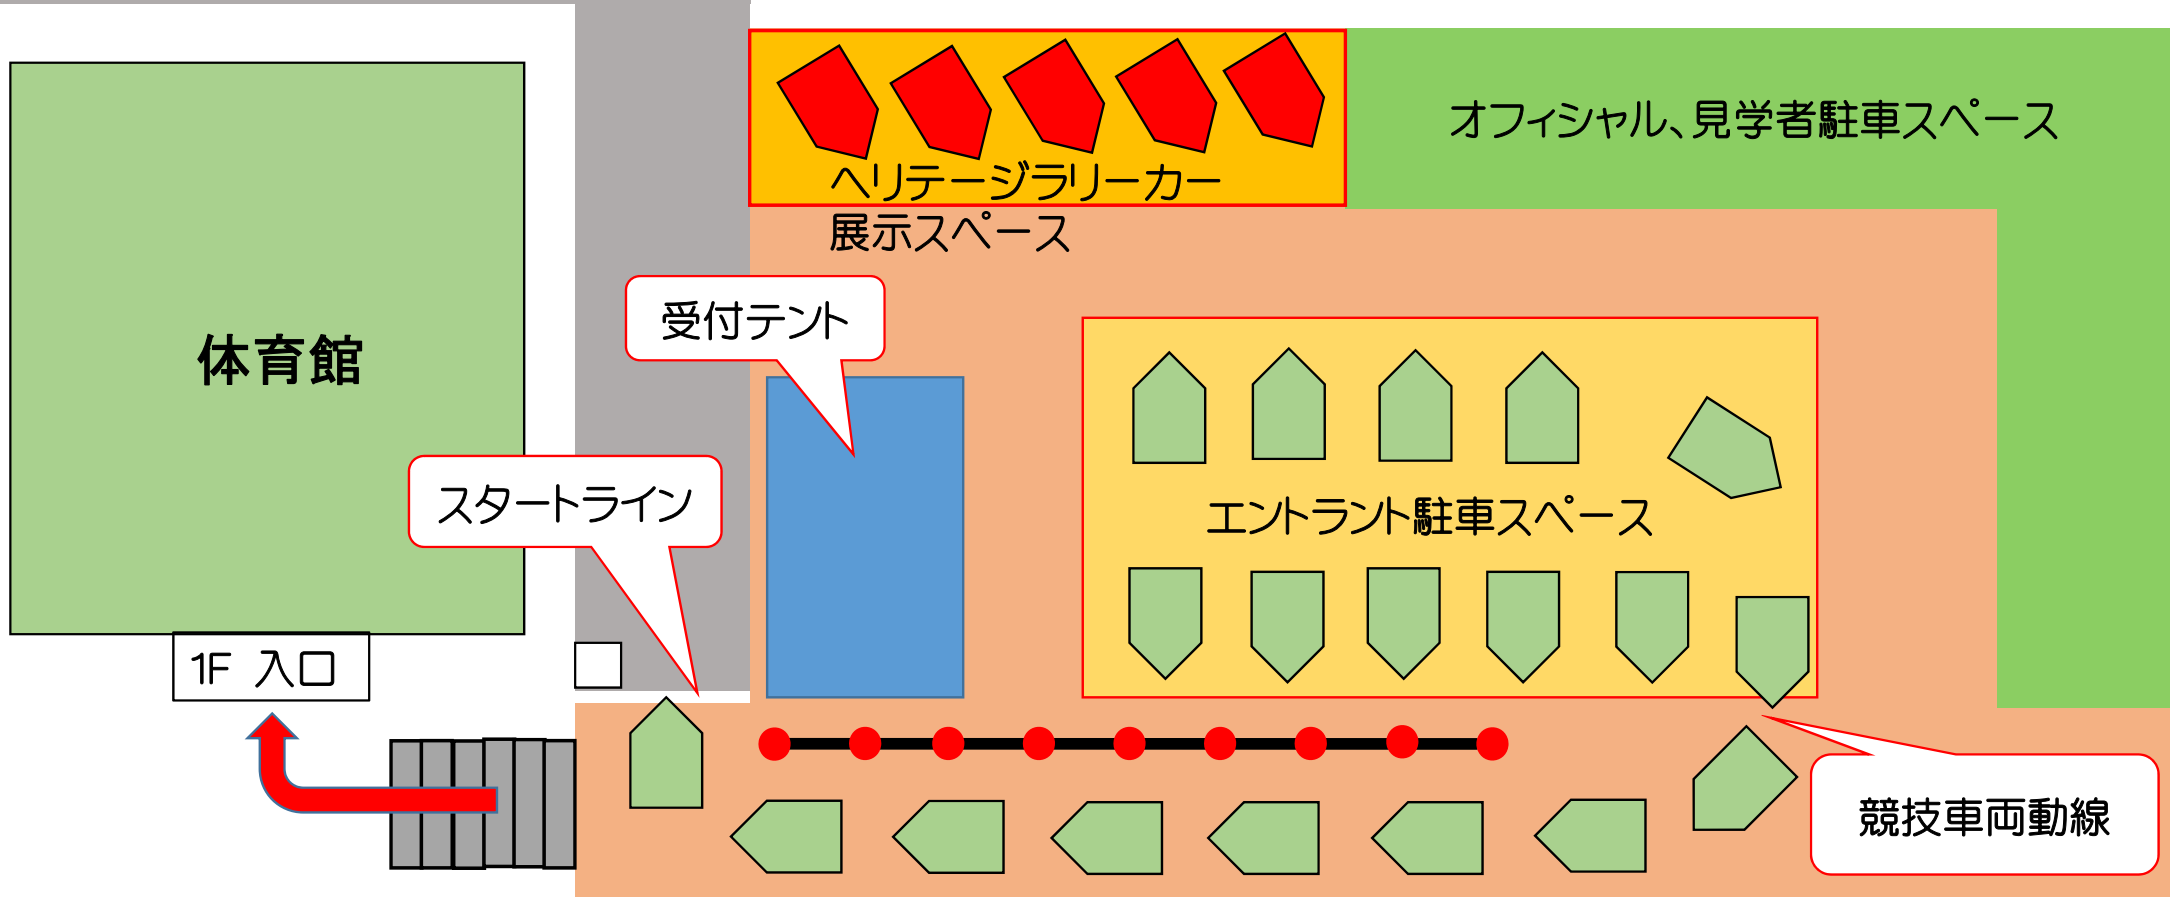 オフィシャル、見学者駐車スペース
ヘリテージラリーカー
展示スペース
受付テント
体育館
スタートライン
エントラント駐車スペース
1F 入口
競技車両動線